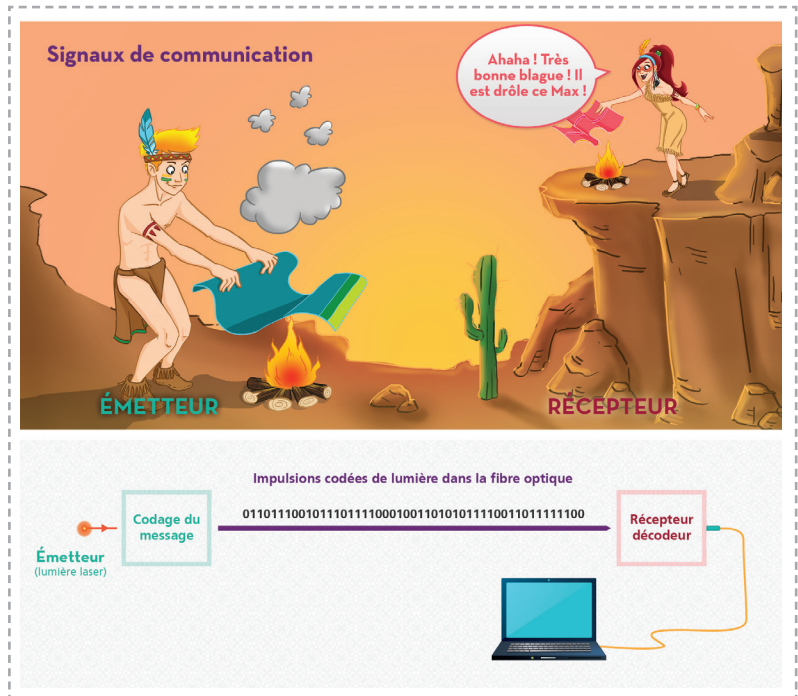 Signaux de communication
Ahaha ! Très
bonne blague ! Il
est drôle ce Max !
ÉMETTEUR
RÉCEPTEUR
Impulsions codées de lumière dans la fibre optique
0110111001011101111000100110101011110011011111100
Codage du
message
Récepteur
décodeur
Émetteur
(lumière laser)